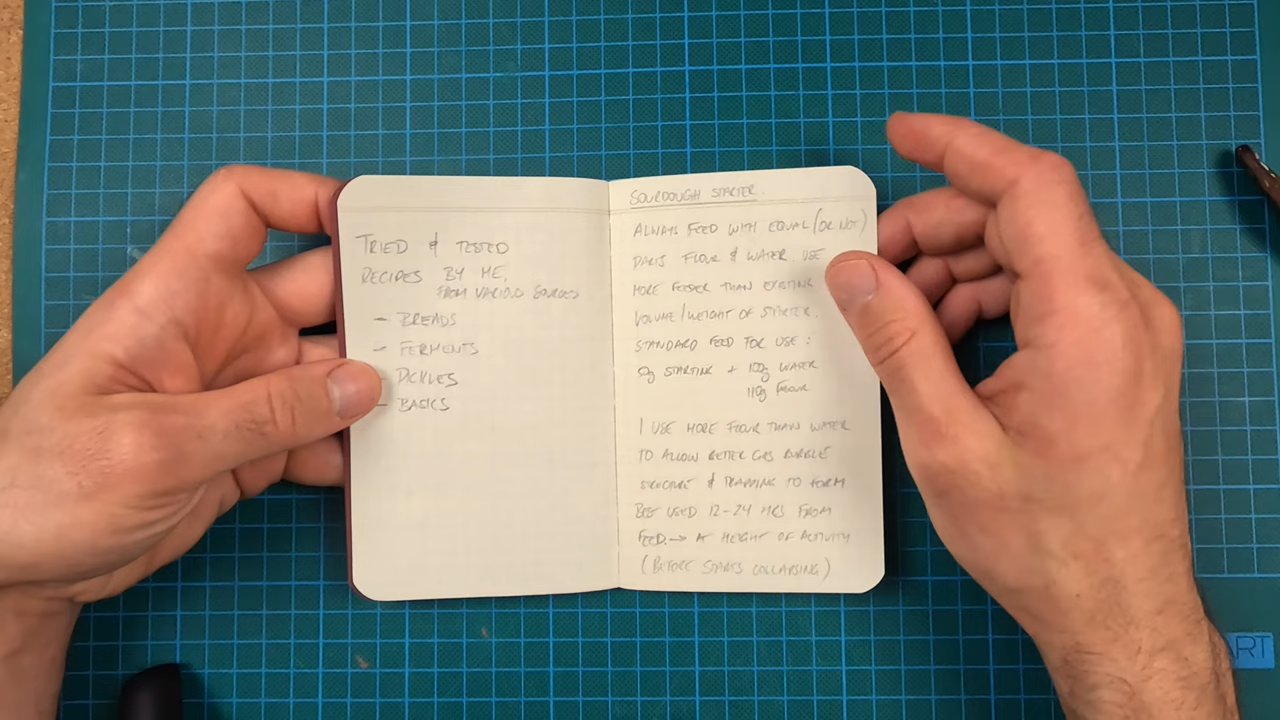 TRIED & TESTED
RECIPES BY ME,
FROM VARIOUS SOURCES
- BREADS
- FERMENTS
- PICKLES
- BASICS
SOURDOUGH STARTER.
ALWAYS FEED WITH EQUAL (OR NOT)
PARTS FLOUR & WATER. USE
MORE FEEDER THAN EXISTING
VOLUME/WEIGHT OF STARTER.
STANDARD FEED FOR USE:
STARTING + 100g WATER
110g FLOUR
I USE MORE FLOUR THAN WATER
TO ALLOW BETTER GAS BUBBLE
STRUCTURE & TRAPPING TO FORM
BEST USED 12-24 HRS FROM
FEED. → AT HEIGHT OF ACTIVITY
(BEFORE STARTS COLLAPSING)
ART